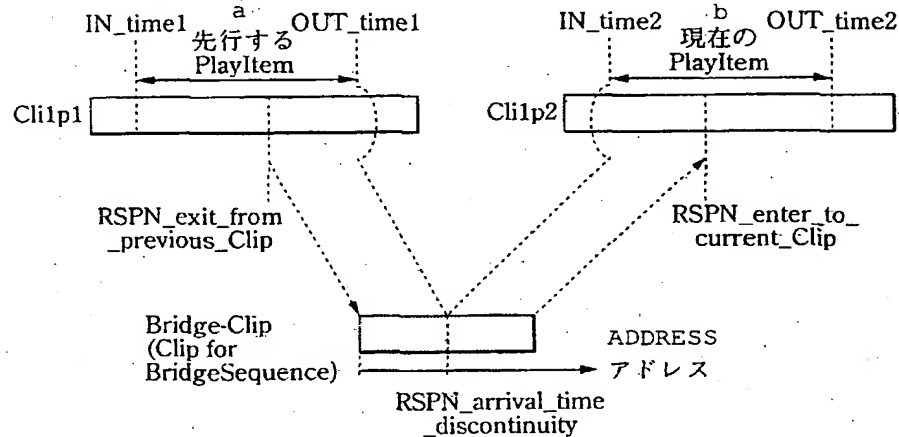 a
IN_time1
OUT_time1
先行する
PlayItem
Cli1p1
b
IN_time2
OUT_time2
現在の
PlayItem
Cli1p2
RSPN_exit_from
_previous_Clip
RSPN_enter_to_
current_Clip
Bridge-Clip
(Clip for
BridgeSequence)
ADDRESS
アドレス
RSPN_arrival_time
_discontinuity